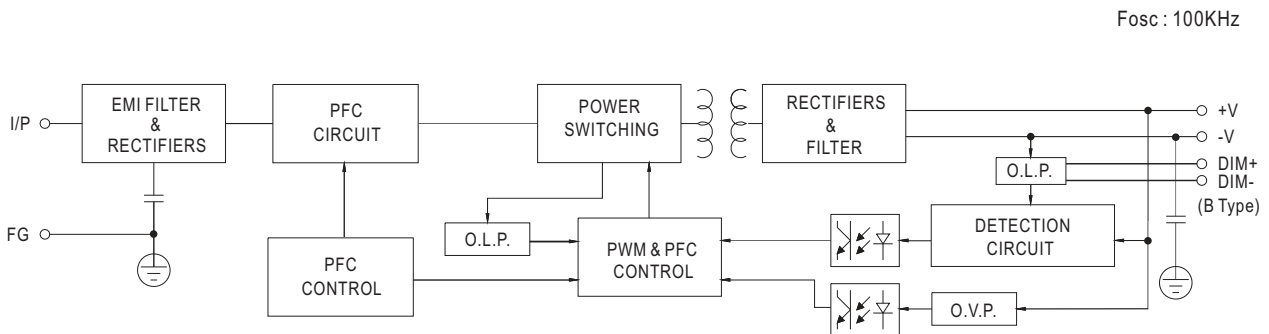 Fosc : 100KHz
I/P
EMI FILTER
&
RECTIFIERS
PFC
CIRCUIT
POWER
SWITCHING
RECTIFIERS
&
FILTER
+V
-V
O.L.P.
DIM+
DIM-
(B Type)
FG
O.L.P.
PFC
CONTROL
PWM & PFC
CONTROL
DETECTION
CIRCUIT
O.V.P.